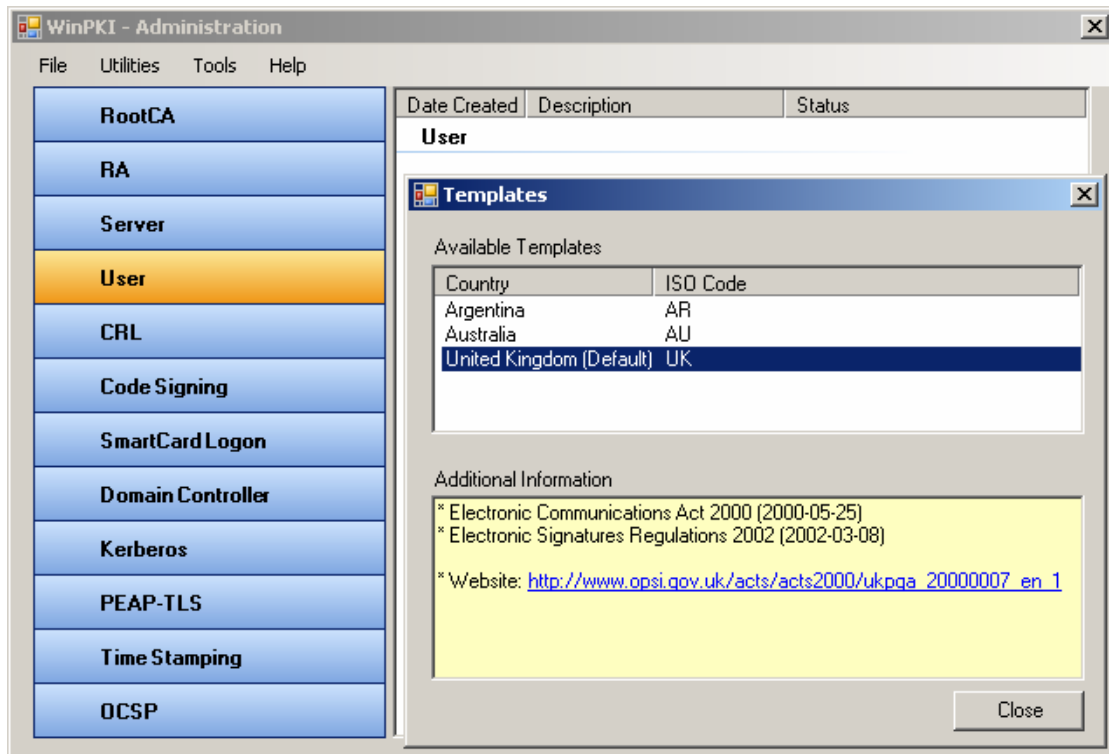 WinPKI - Administration
File Utilities Tools Help
RootCA
RA
Server
User
CRL
Code Signing
SmartCard Logon
Domain Controller
Kerberos
PEAP-TLS
Time Stamping
OCSP
Date Created Description Status
User
Templates
Available Templates
Country ISO Code
Argentina AR
Australia AU
United Kingdom (Default) UK
Additional Information
* Electronic Communications Act 2000 (2000-05-25)
* Electronic Signatures Regulations 2002 (2002-03-08)
* Website: http://www.opsi.gov.uk/acts/acts2000/ukpga_20000007_en_1
Close